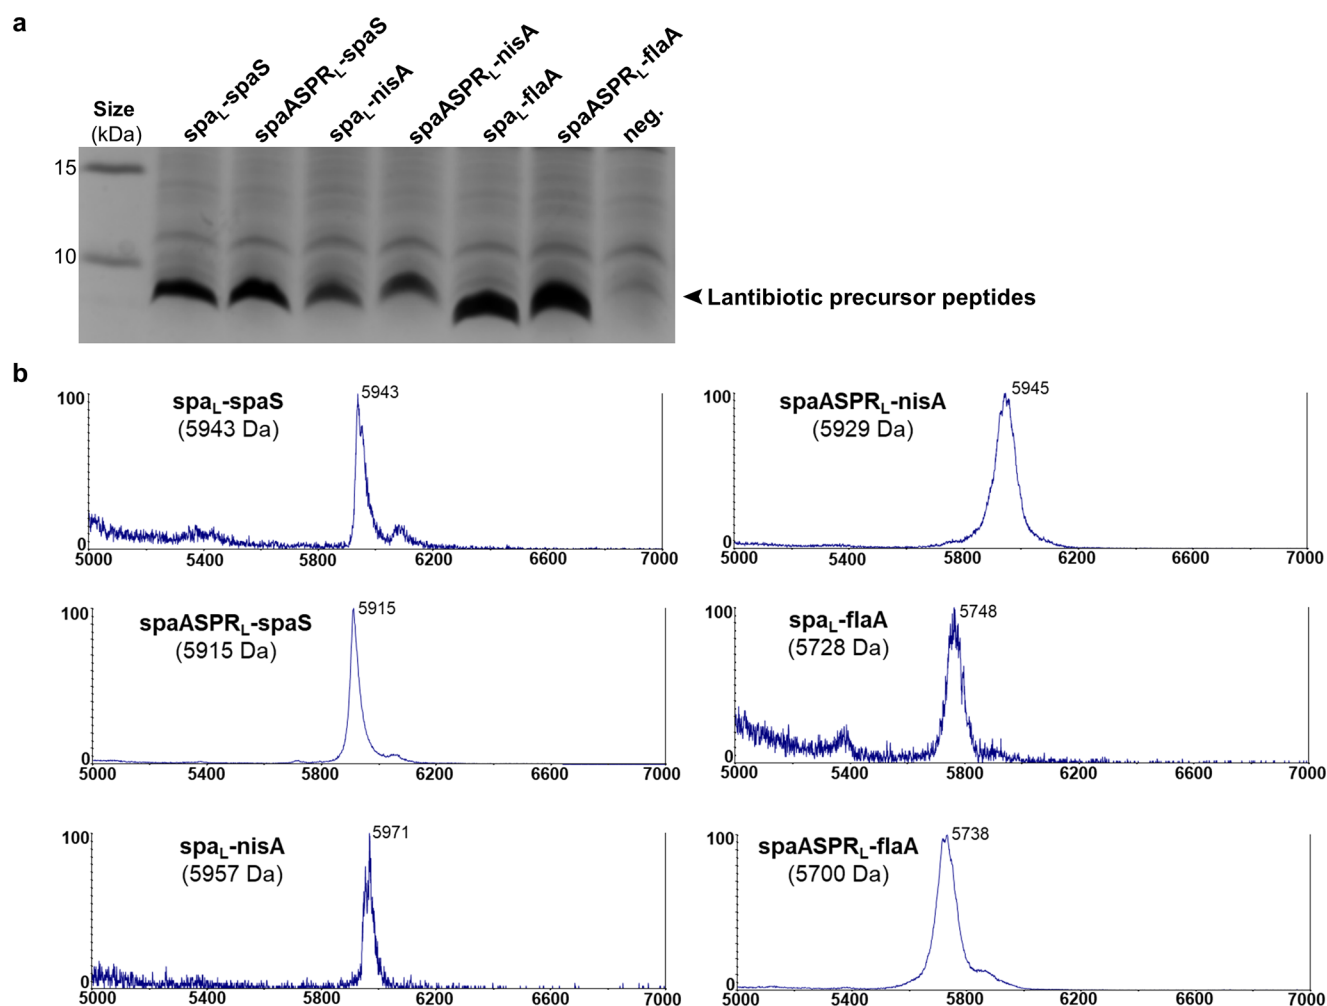 a
Size
(kDa)
spaL-spaS
spaASPRL-spaS
spaL-nisA
spaASPRL-nisA
spaL-flaA
spaASPRL-flaA
neg.
15
10
Lantibiotic precursor peptides
b
100
spaL-spaS
(5943 Da)
5943
0
5000 5400 5800 6200 6600 7000
100
spaASPRL-nisA
(5929 Da)
5945
0
5000 5400 5800 6200 6600 7000
100
spaASPRL-spaS
(5915 Da)
5915
0
5000 5400 5800 6200 6600 7000
100
spaL-flaA
(5728 Da)
5748
0
5000 5400 5800 6200 6600 7000
100
spaL-nisA
(5957 Da)
5971
0
5000 5400 5800 6200 6600 7000
100
spaASPRL-flaA
(5700 Da)
5738
0
5000 5400 5800 6200 6600 7000